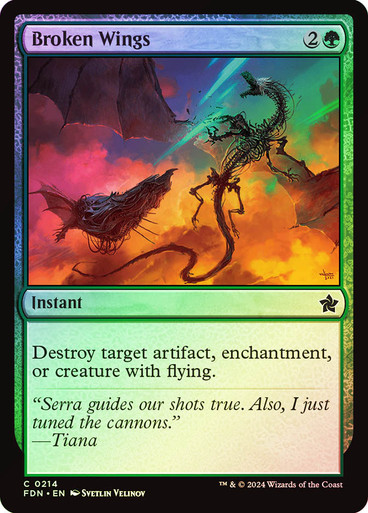 Broken Wings 2
Instant
Destroy target artifact, enchantment,
or creature with flying.
“Serra guides our shots true. Also, I just
tuned the cannons.”
—Tiana
C 0214
FDN • EN Svetlin Velinov
™ & © 2024 Wizards of the Coast